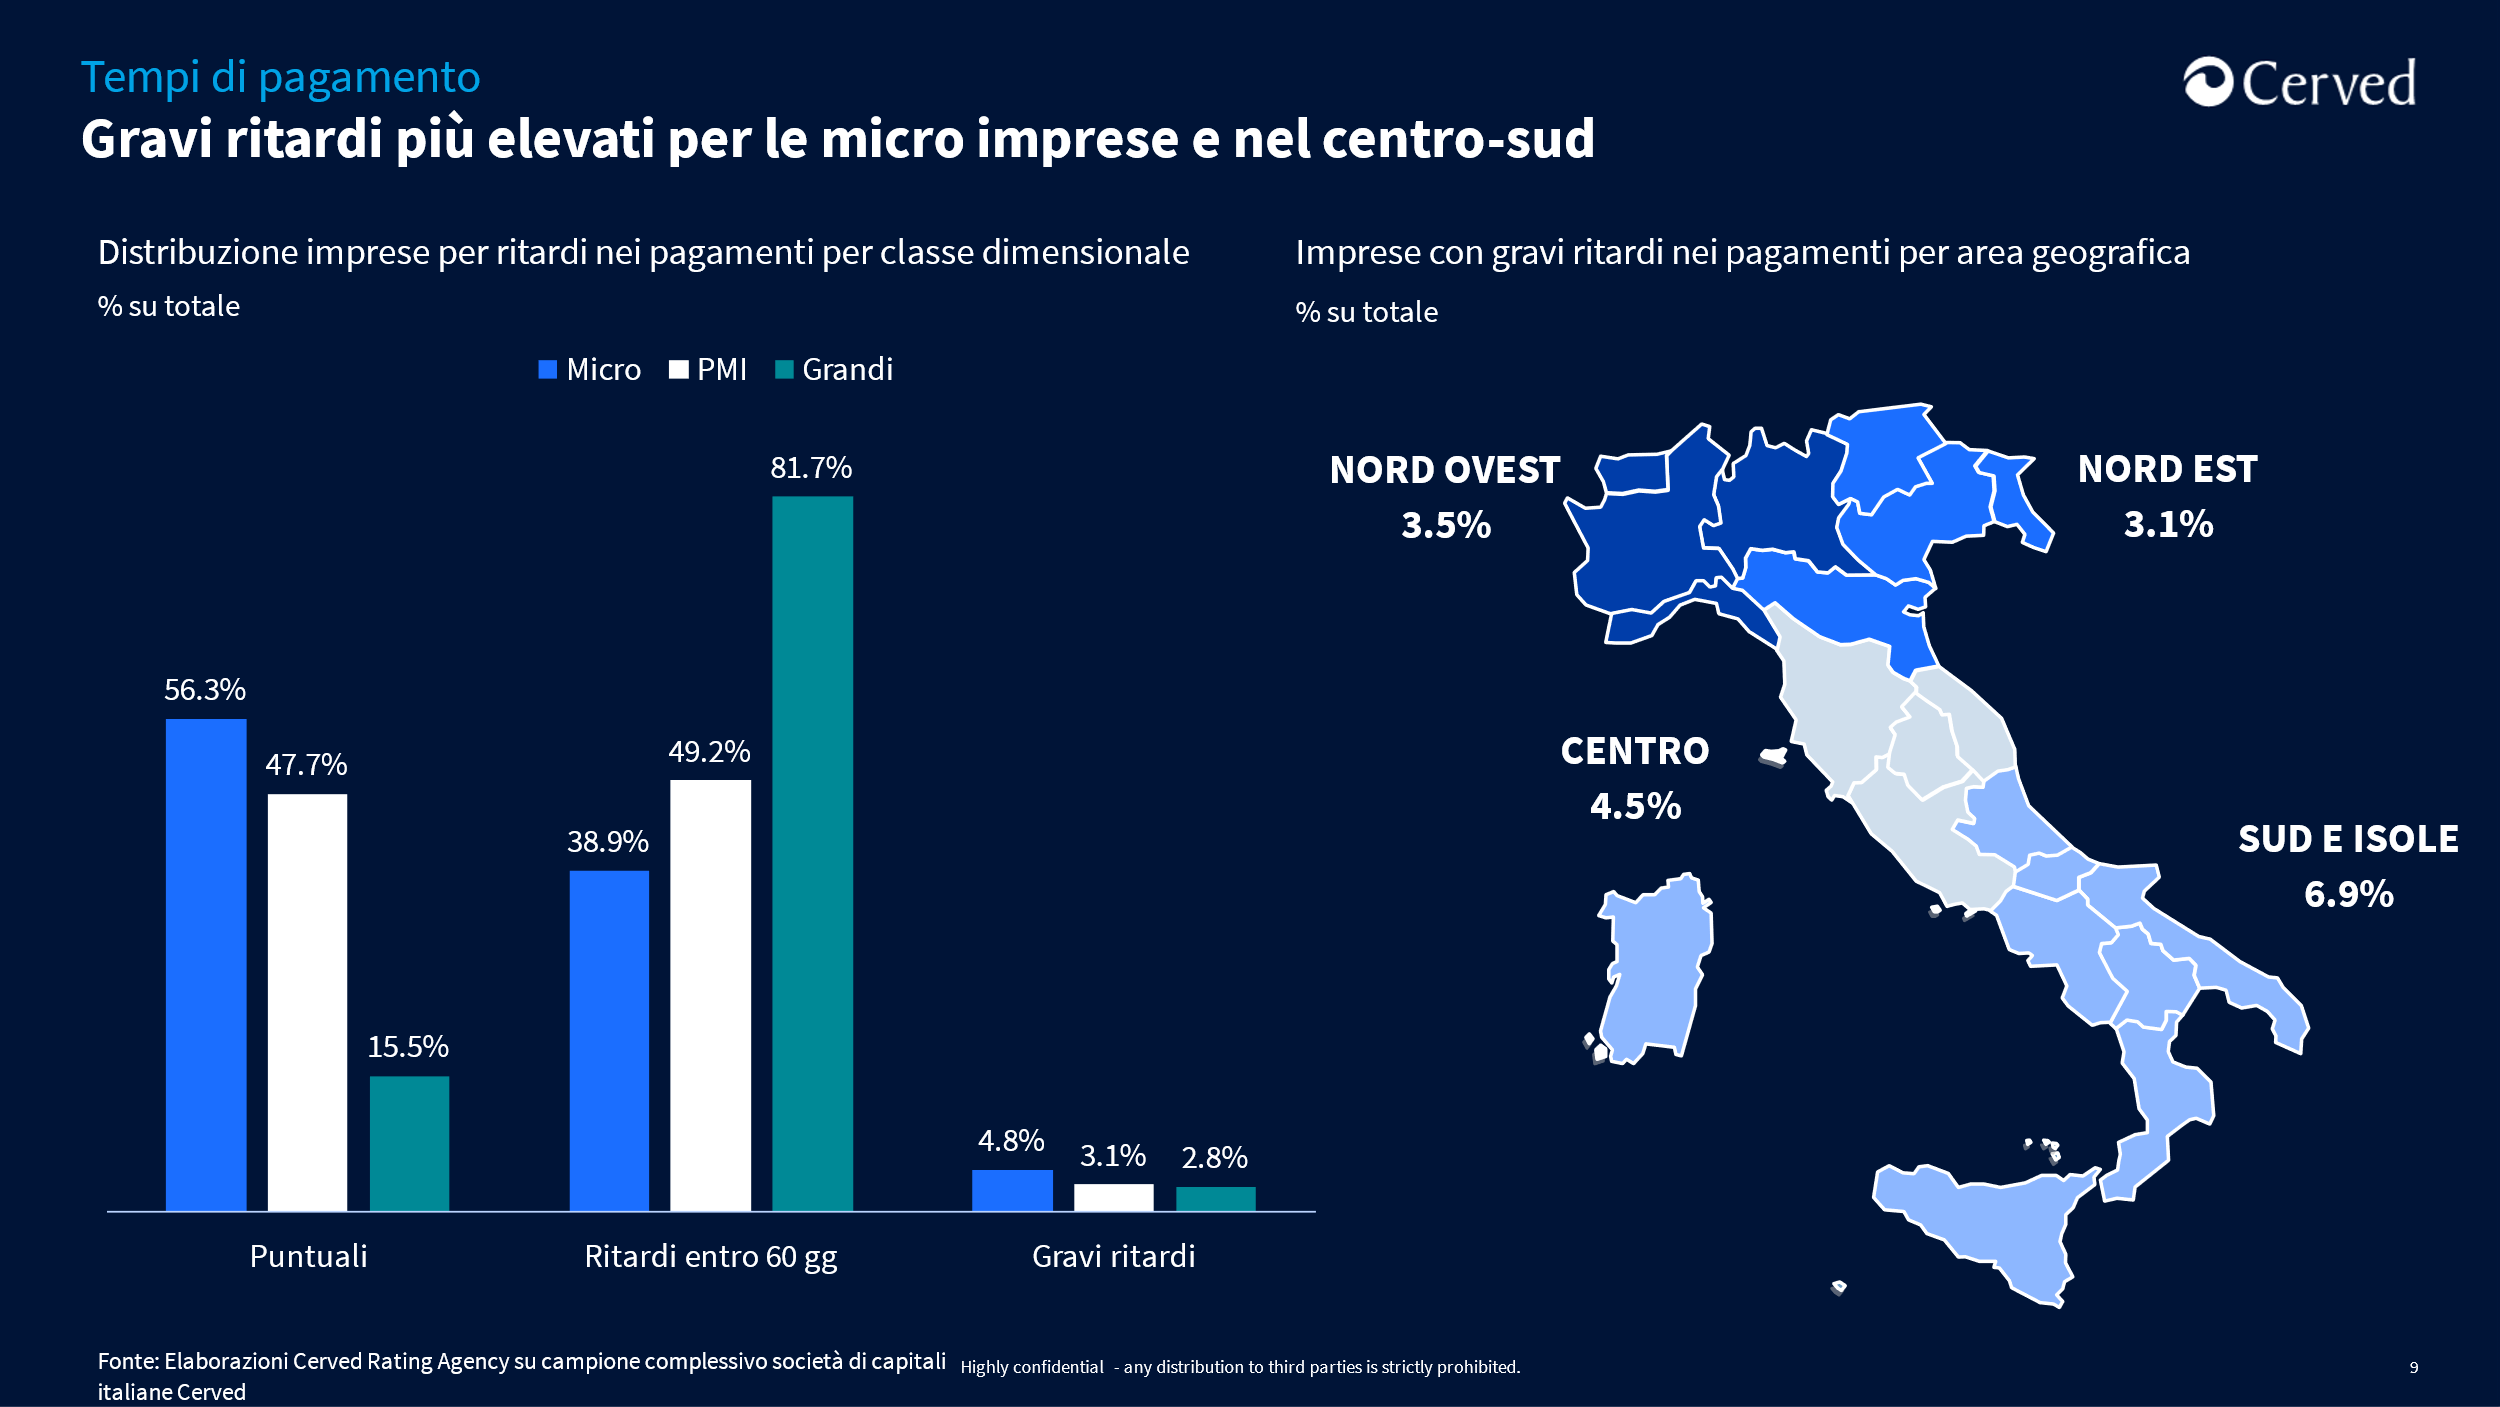 Tempi di pagamento
Gravi ritardi più elevati per le micro imprese e nel centro-sud
Cerved
Distribuzione imprese per ritardi nei pagamenti per classe dimensionale
% su totale
Micro PMI Grandi
56.3%
47.7%
15.5%
38.9%
49.2%
81.7%
4.8%
3.1%
2.8%
Puntuali
Ritardi entro 60 gg
Gravi ritardi
Imprese con gravi ritardi nei pagamenti per area geografica
% su totale
NORD OVEST
3.5%
NORD EST
3.1%
CENTRO
4.5%
SUD E ISOLE
6.9%
Fonte: Elaborazioni Cerved Rating Agency su campione complessivo società di capitali
italiane Cerved
Highly confidential - any distribution to third parties is strictly prohibited.
9